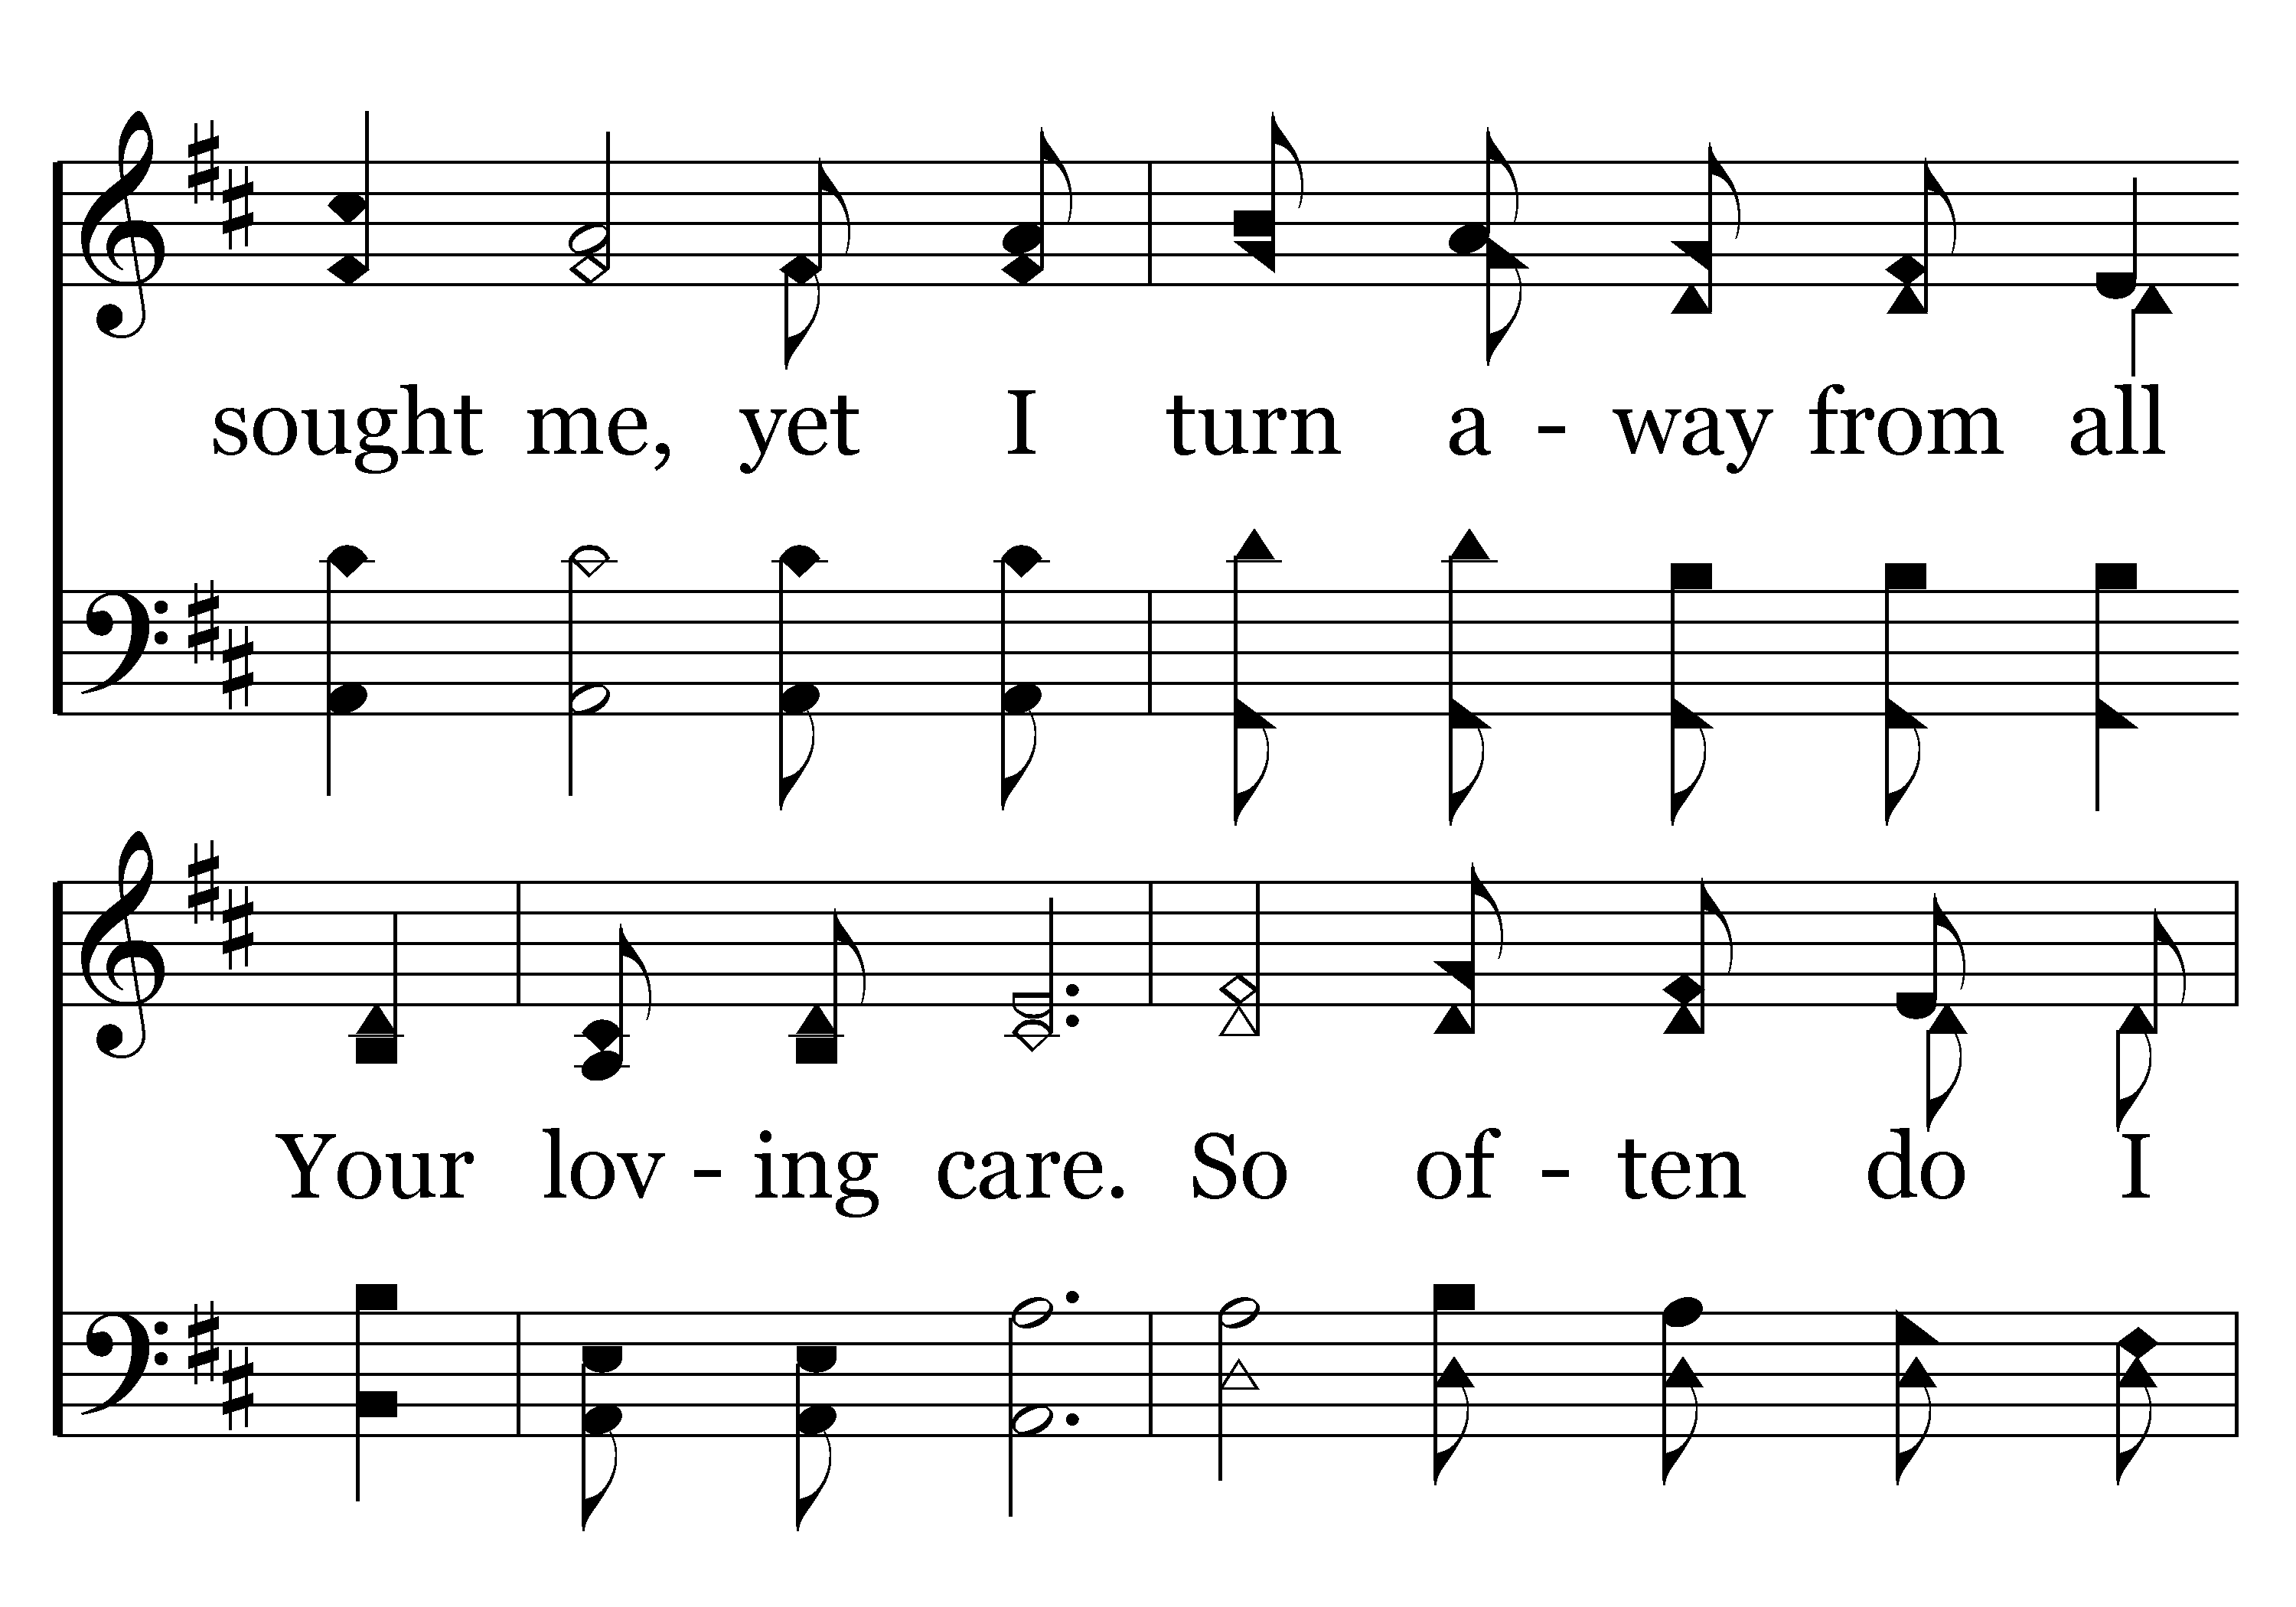 sought me, yet I turn a - way from all
Your lov - ing care. So of - ten do I